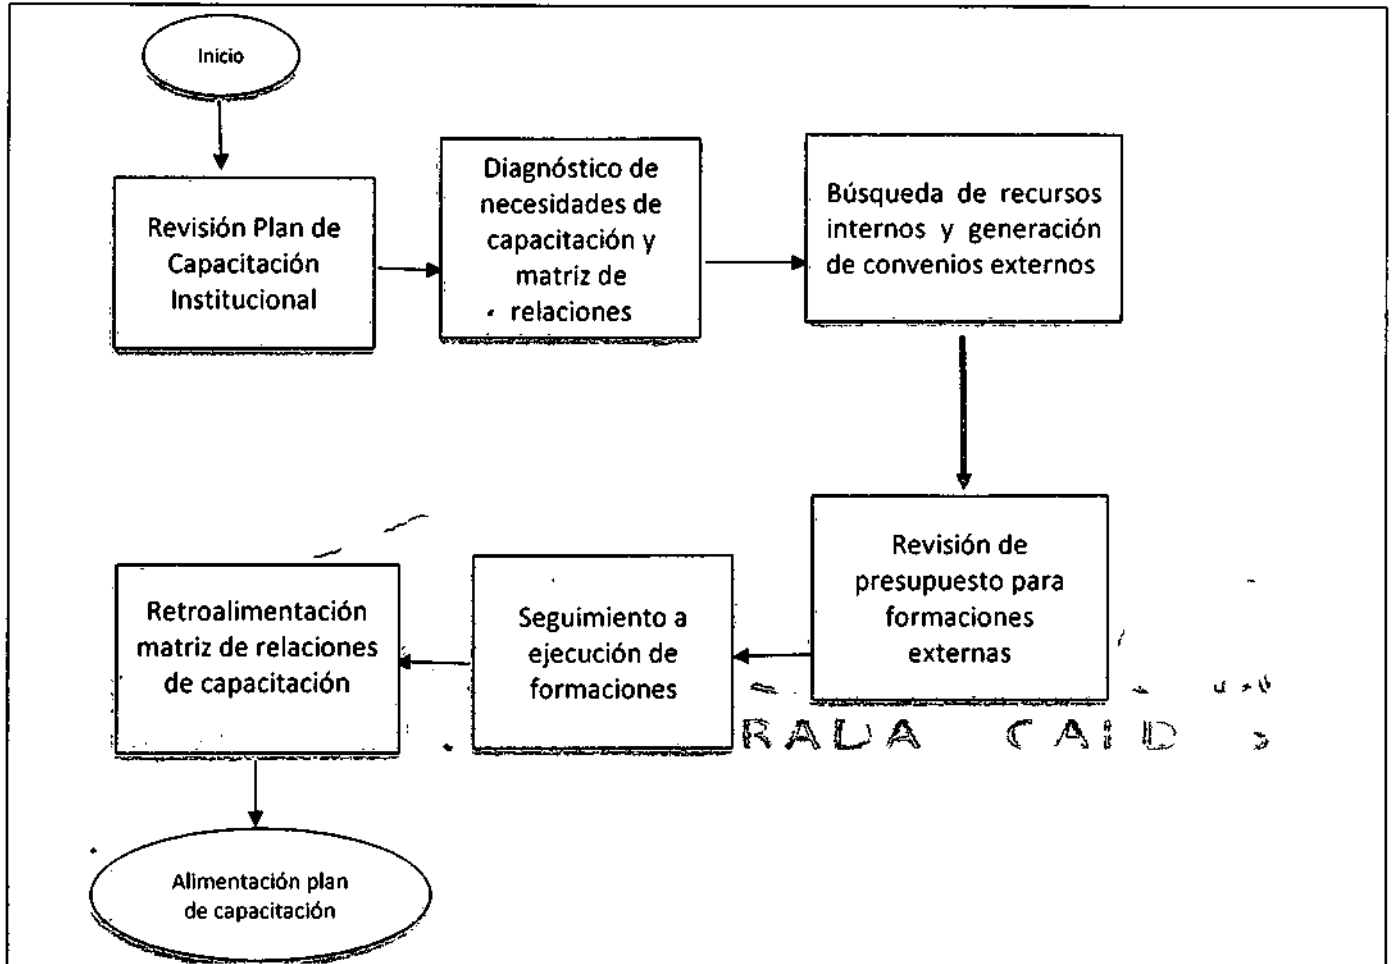 Inicio
Revisión Plan de
Capacitación
Institucional
Diagnóstico de
necesidades de
capacitación y
matriz de
relaciones
Búsqueda de recursos
internos y generación
de convenios externos
Revisión de
presupuesto para
formaciones
externas
Seguimiento a
ejecución de
formaciones
Retroalimentación
matriz de relaciones
de capacitación
Alimentación plan
de capacitación